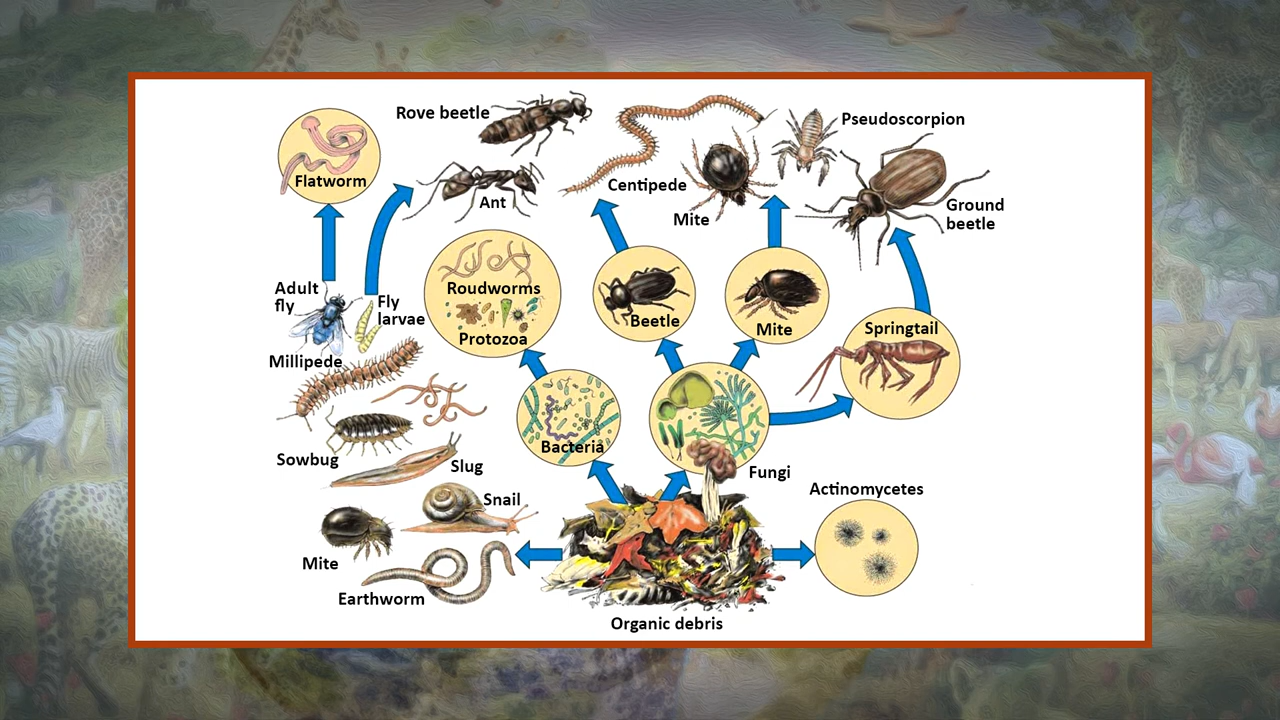 Rove beetle
Pseudoscorpion
Flatworm
Centipede
Ant
Mite
Ground
beetle
Adult
fly
Fly
larvae
Roudworms
Protozoa
Beetle
Mite
Springtail
Millipede
Bacteria
Sowbug
Slug
Fungi
Snail
Actinomycetes
Mite
Earthworm
Organic debris